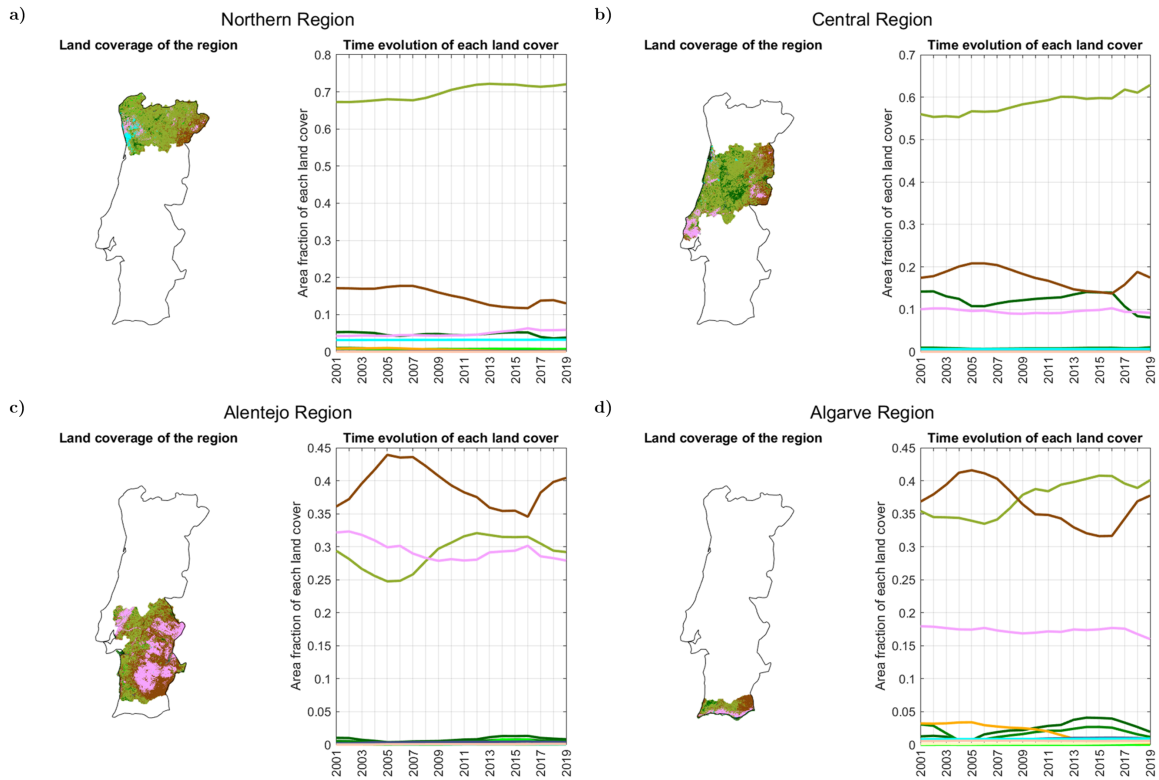 a)
Northern Region
Land coverage of the region
Time evolution of each land cover
Area fraction of each land cover
0.8
0.7
0.6
0.5
0.4
0.3
0.2
0.1
0
2001 2003 2005 2007 2009 2011 2013 2015 2017 2019
b)
Central Region
Land coverage of the region
Time evolution of each land cover
Area fraction of each land cover
0.7
0.6
0.5
0.4
0.3
0.2
0.1
0
2001 2003 2005 2007 2009 2011 2013 2015 2017 2019
c)
Alentejo Region
Land coverage of the region
Time evolution of each land cover
Area fraction of each land cover
0.45
0.4
0.35
0.3
0.25
0.2
0.15
0.1
0.05
0
2001 2003 2005 2007 2009 2011 2013 2015 2017 2019
d)
Algarve Region
Land coverage of the region
Time evolution of each land cover
Area fraction of each land cover
0.45
0.4
0.35
0.3
0.25
0.2
0.15
0.1
0.05
0
2001 2003 2005 2007 2009 2011 2013 2015 2017 2019